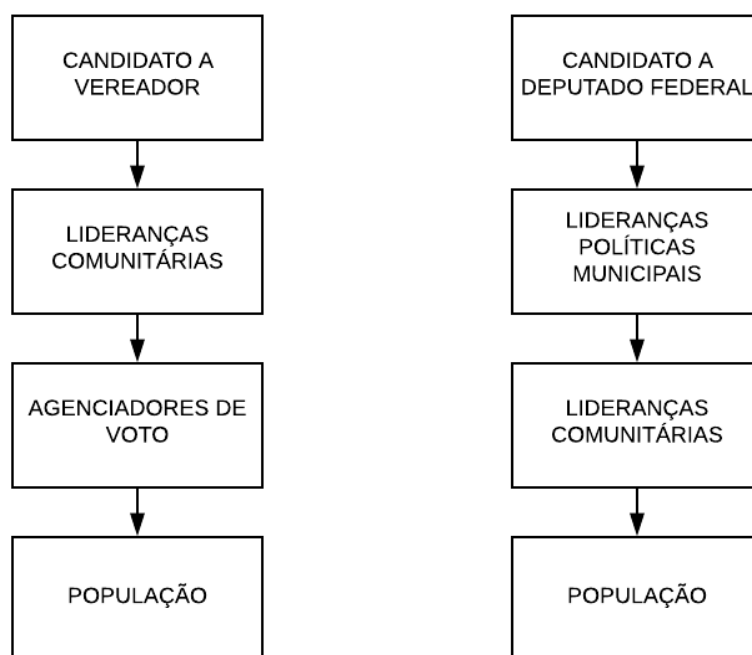 CANDIDATO A
VEREADOR
LIDERANÇAS
COMUNITÁRIAS
AGENCIADORES DE
VOTO
POPULAÇÃO
CANDIDATO A
DEPUTADO FEDERAL
LIDERANÇAS
POLÍTICAS
MUNICIPAIS
LIDERANÇAS
COMUNITÁRIAS
POPULAÇÃO